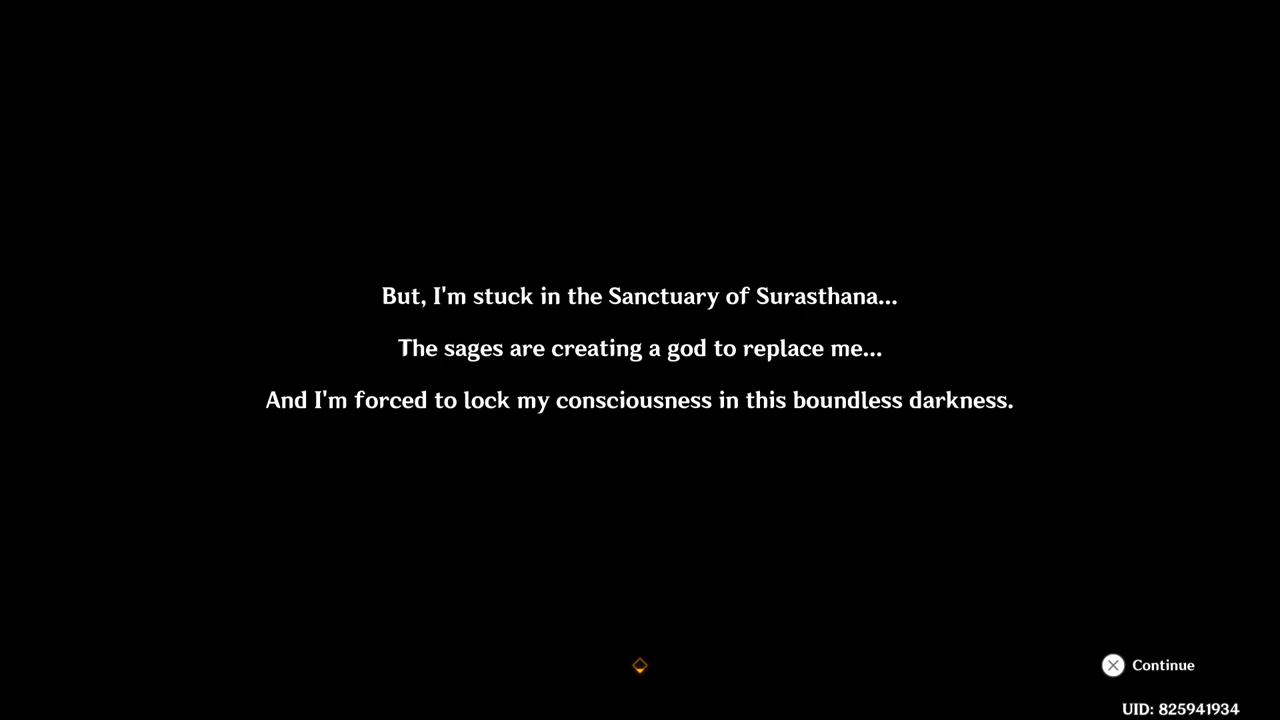 But, I'm stuck in the Sanctuary of Surasthana...
The sages are creating a god to replace me...
And I'm forced to lock my consciousness in this boundless darkness.
Continue
UID: 825941934